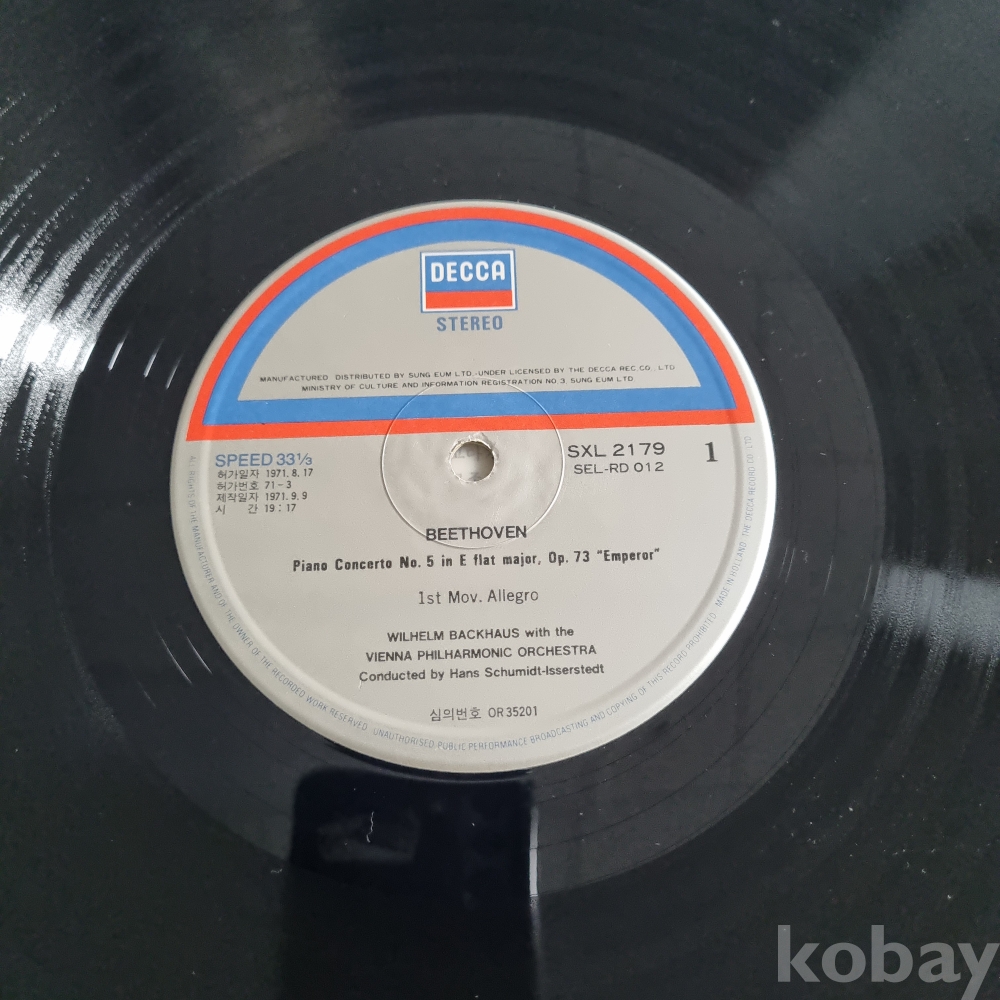 DECCA
STEREO
MANUFACTURED DISTRIBUTED BY SUNG EUM LTD.-UNDER LICENSED BY THE DECCA REC. CO., LTD
MINISTRY OF CULTURE AND INFORMATION REGISTRATION NO. 3. SUNG EUM LTD
SPEED 33⅓
허가일자 1971. 8. 17
허가번호 71-3
제작일자 1971. 9. 9
시 간 19 : 17
SXL 2179 1
SEL-RD 012
BEETHOVEN
Piano Concerto No. 5 in E flat major, Op. 73 "Emperor"
1st Mov. Allegro
WILHELM BACKHAUS with the
VIENNA PHILHARMONIC ORCHESTRA
Conducted by Hans Schumidt-Isserstedt
심의번호 OR35201
ALL RIGHTS OF THE MANUFACTURER AND OF THE OWNER OF THE RECORDED WORK RESERVED. UNAUTHORISED PUBLIC PERFORMANCE BROADCASTING AND COPYING OF THIS RECORD PROHIBITED. MADE IN HOLLAND. THE DECCA RECORD CO. LTD
kobay